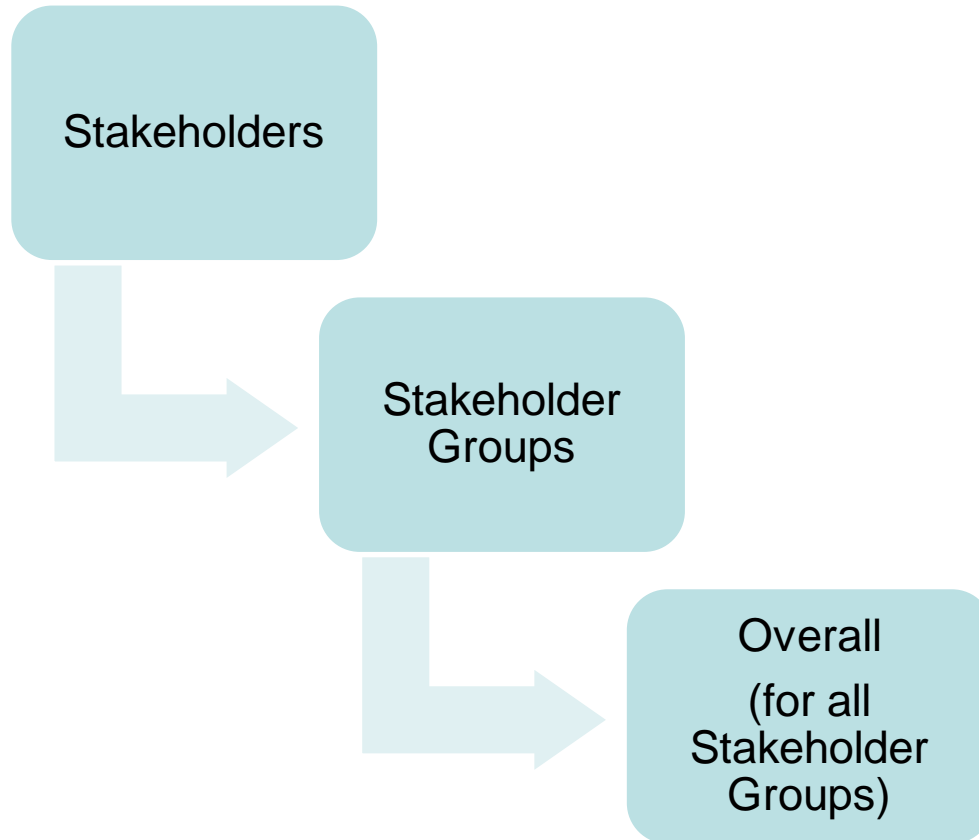 Stakeholders
Stakeholder
Groups
Overall
(for all
Stakeholder
Groups)